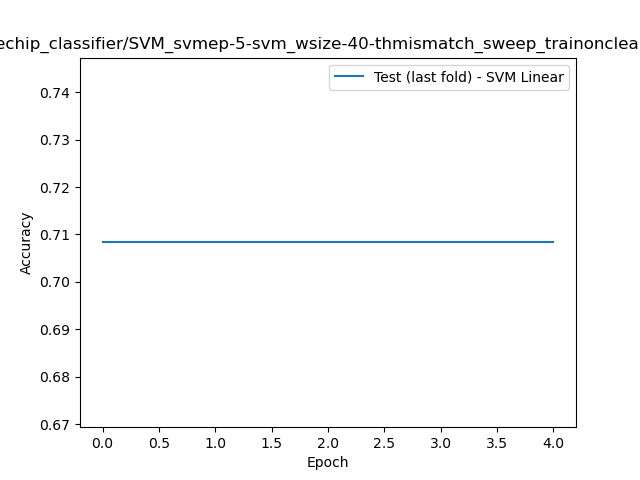 echip_classifier/SVM_svmep-5-svm_wsize-40-thmismatch_sweep_trainonclea
Test (last fold) - SVM Linear
0.74
0.73
0.72
0.71
0.70
0.69
0.68
0.67
Accuracy
0.0 0.5 1.0 1.5 2.0 2.5 3.0 3.5 4.0
Epoch